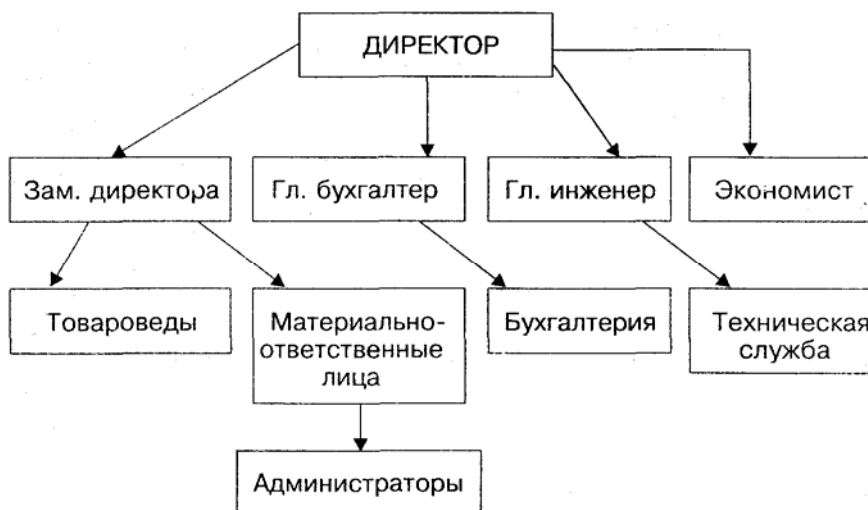 ДИРЕКТОР
Зам. директора
Гл. бухгалтер
Гл. инженер
Экономист
Товароведы
Материально-
ответственные
лица
Бухгалтерия
Техническая
служба
Администраторы